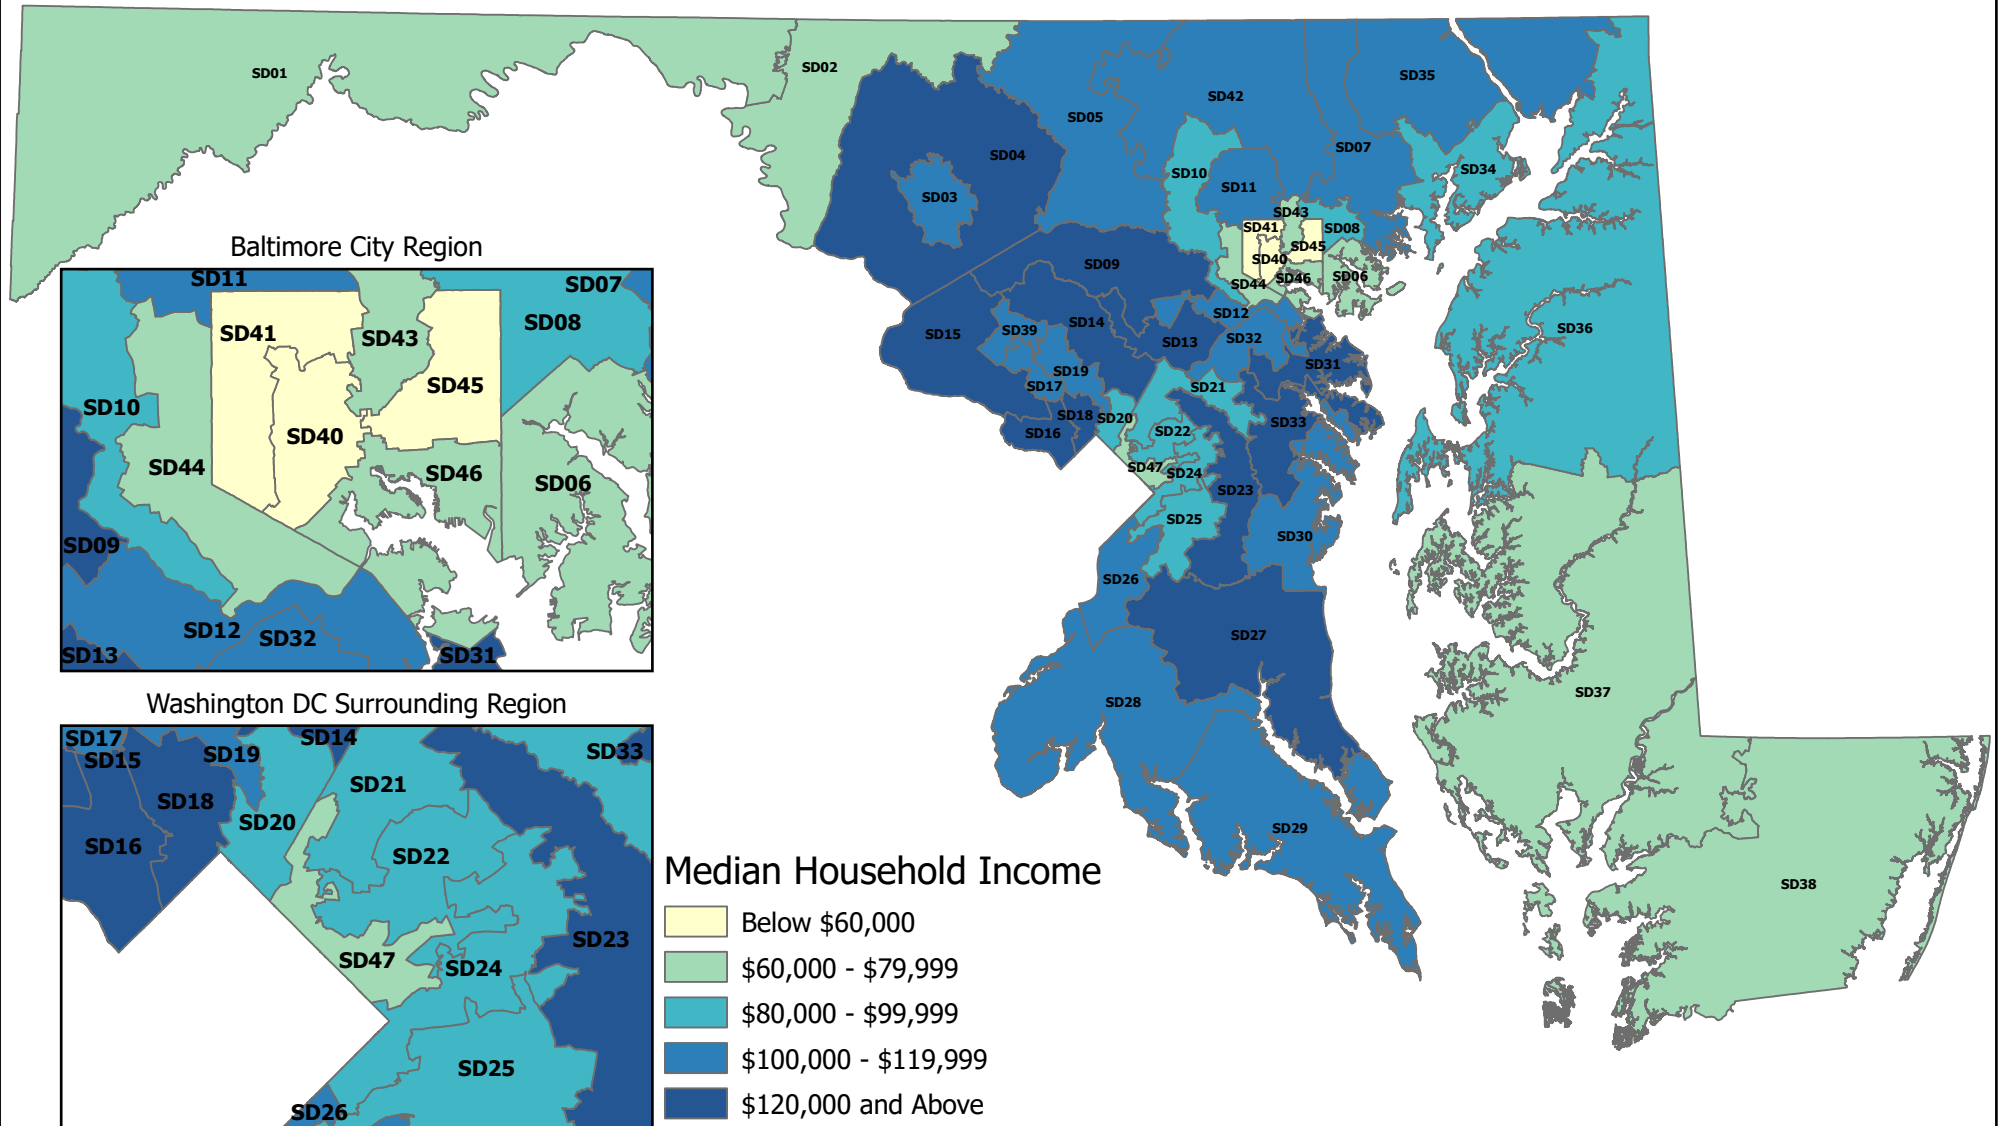 SD01
SD02
SD35
SD42
SD05
SD07
SD04
SD34
SD10
SD11
SD03
SD43
SD41
SD08
SD45
SD40
SD09
SD46
SD06
SD44
SD12
SD36
SD14
SD39
SD15
SD32
SD13
SD31
SD19
SD17
SD21
SD18
SD20
SD33
SD16
SD22
SD47
SD24
SD23
SD25
SD30
SD26
SD27
SD37
SD28
SD29
SD38
Baltimore City Region
SD11
SD07
SD08
SD41
SD43
SD45
SD10
SD40
SD44
SD46
SD06
SD09
SD12
SD32
SD13
SD31
Washington DC Surrounding Region
SD17
SD14
SD15
SD19
SD33
SD21
SD18
SD20
SD16
SD22
SD23
SD47
SD24
SD25
SD26
Median Household Income
Below $60,000
$60,000 - $79,999
$80,000 - $99,999
$100,000 - $119,999
$120,000 and Above